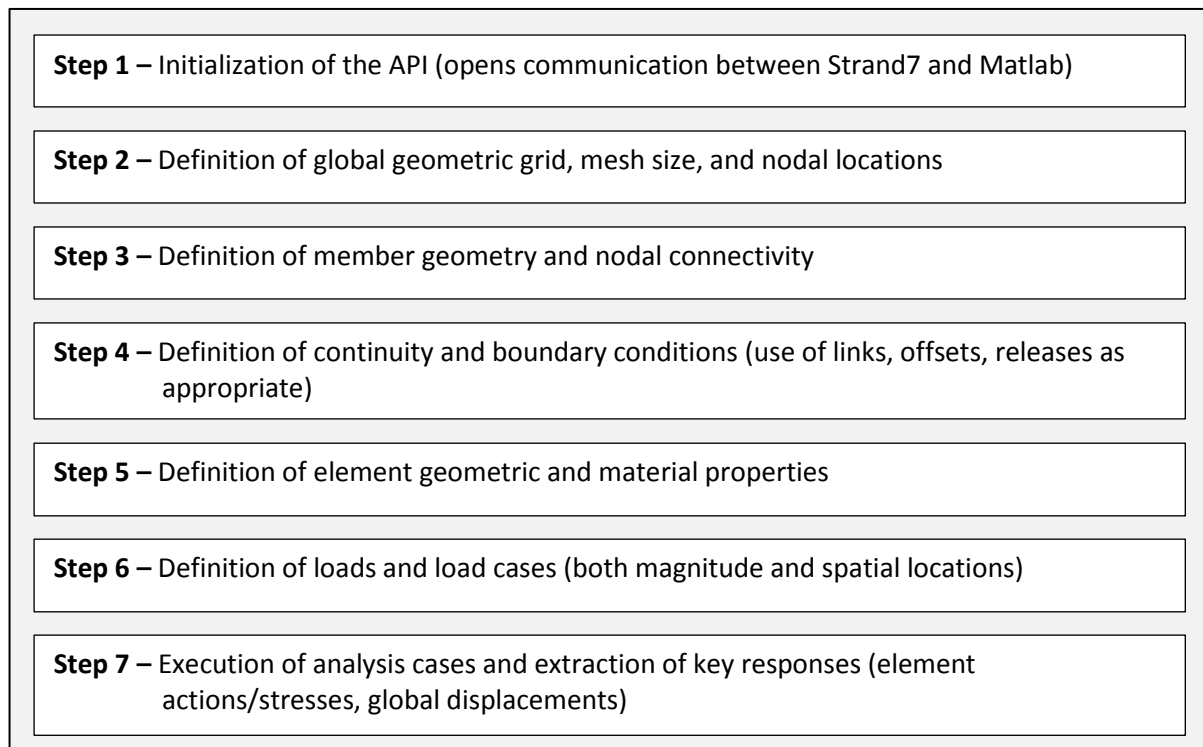 Step 1 – Initialization of the API (opens communication between Strand7 and Matlab)
Step 2 – Definition of global geometric grid, mesh size, and nodal locations
Step 3 – Definition of member geometry and nodal connectivity
Step 4 – Definition of continuity and boundary conditions (use of links, offsets, releases as
appropriate)
Step 5 – Definition of element geometric and material properties
Step 6 – Definition of loads and load cases (both magnitude and spatial locations)
Step 7 – Execution of analysis cases and extraction of key responses (element
actions/stresses, global displacements)